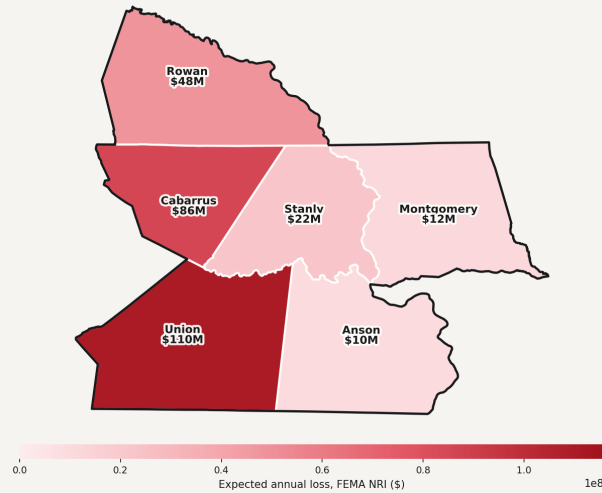 Rowan
$48M
Cabarrus
$86M
Stanly
$22M
Montgomery
$12M
Union
$110M
Anson
$10M
0.0 0.2 0.4 0.6 0.8 1.0
1e8
Expected annual loss, FEMA NRI ($)